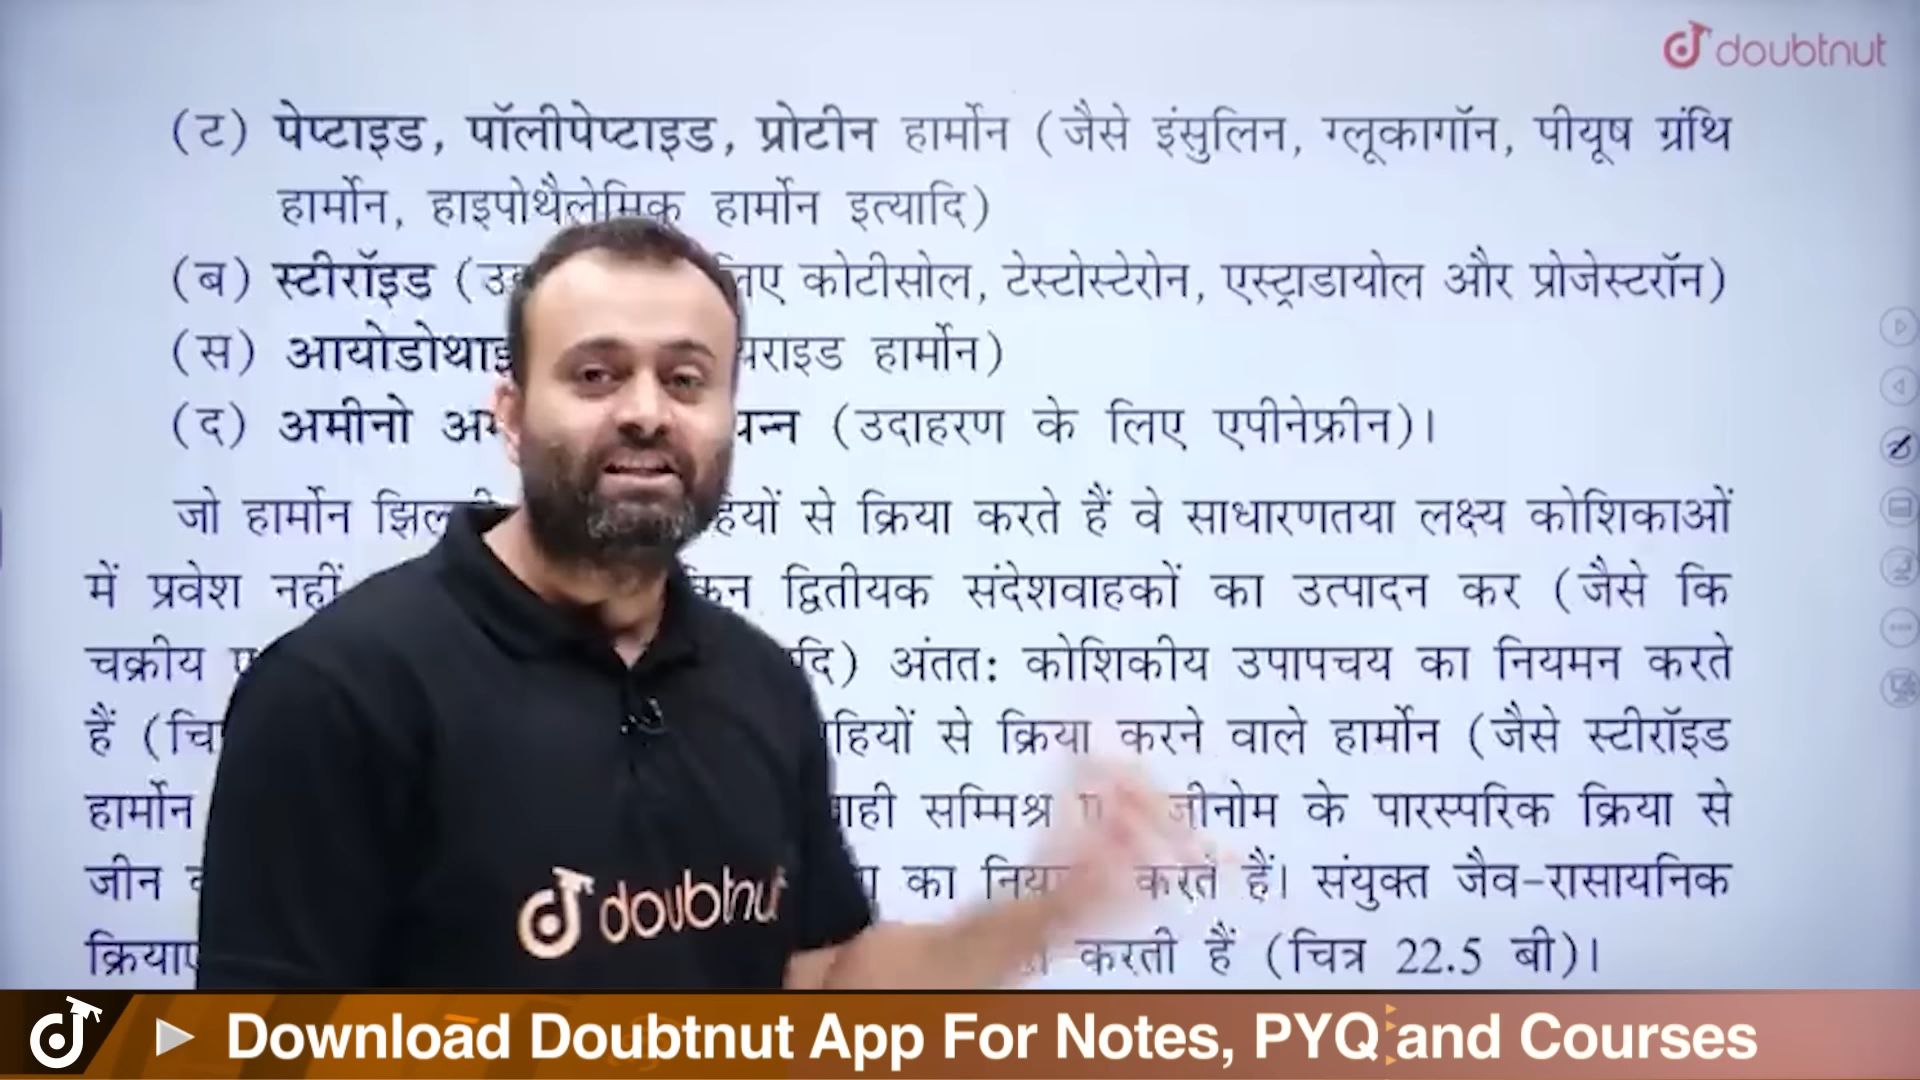 doubtnut
(ट) पेप्टाइड, पॉलीपेप्टाइड, प्रोटीन हार्मोन (जैसे इंसुलिन, ग्लूकागॉन, पीयूष ग्रंथि
हार्मोन, हाइपोथैलेमिक हार्मोन इत्यादि)
(ब) स्टीरॉइड कोर्टीसोल, टेस्टोस्टेरोन, एस्ट्राडायोल और प्रोजेस्टरॉन)
(स) हार्मोन)
(द) अमीनो (उदाहरण के लिए एपीनेफ्रीन)।
जो हार्मोन से क्रिया करते हैं वे साधारणतया लक्ष्य कोशिकाओं
में प्रवेश नहीं द्वितीयक संदेशवाहकों का उत्पादन कर (जैसे कि
चक्रीय अंतत: कोशिकीय उपापचय का नियमन करते
हैं से क्रिया करने वाले हार्मोन (जैसे स्टीरॉइड
हार्मोन सम्मिश्र जीनोम के पारस्परिक क्रिया से
जीन का करते हैं। संयुक्त जैव-रासायनिक
करती हैं (चित्र 22.5 बी)।
doubtnut
Download Doubtnut App For Notes, PYQ and Courses